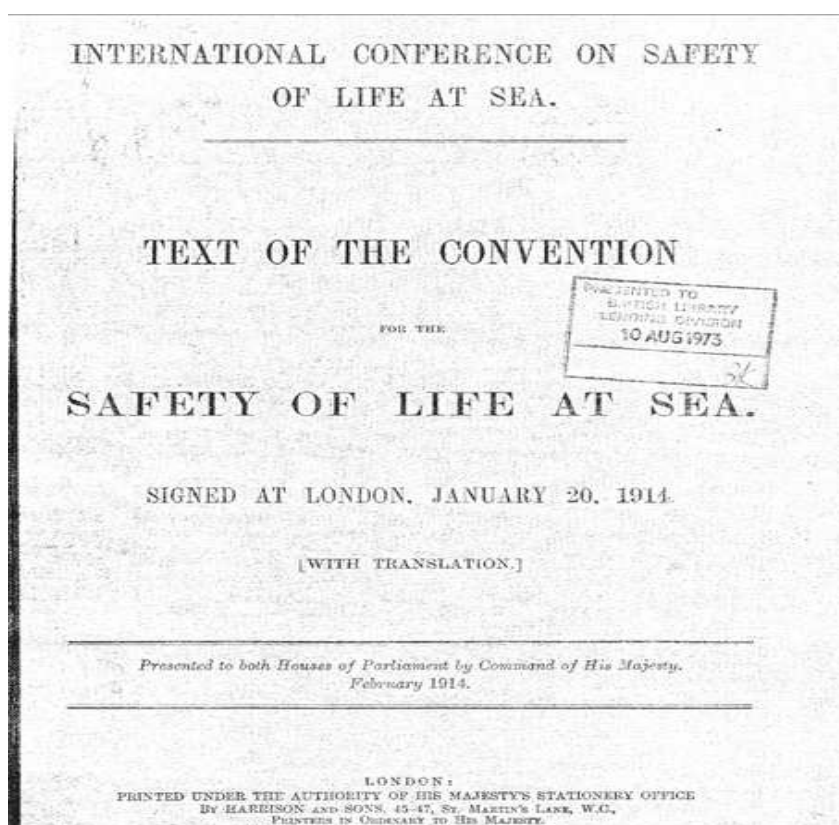 INTERNATIONAL CONFERENCE ON SAFETY
OF LIFE AT SEA.
TEXT OF THE CONVENTION
FOR THE
PRESENTED TO
BRITISH LIBRARY
LENDING DIVISION
10 AUG 1973
SAFETY OF LIFE AT SEA.
SIGNED AT LONDON, JANUARY 20, 1914.
[WITH TRANSLATION.]
Presented to both Houses of Parliament by Command of His Majesty.
February 1914.
LONDON:
PRINTED UNDER THE AUTHORITY OF HIS MAJESTY'S STATIONERY OFFICE
BY HARRISON AND SONS, 45-47, ST. MARTIN'S LANE, W.C.,
PRINTERS IN ORDINARY TO HIS MAJESTY.